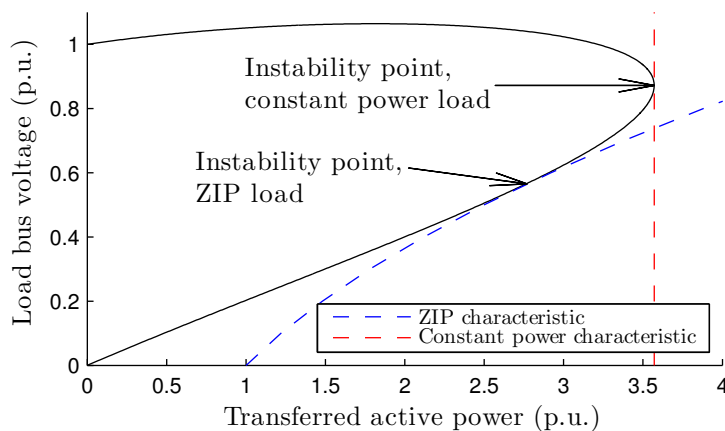 Load bus voltage (p.u.)
1
0.8
0.6
0.4
0.2
0
Instability point,
constant power load
Instability point,
ZIP load
ZIP characteristic
Constant power characteristic
0 0.5 1 1.5 2 2.5 3 3.5 4
Transferred active power (p.u.)